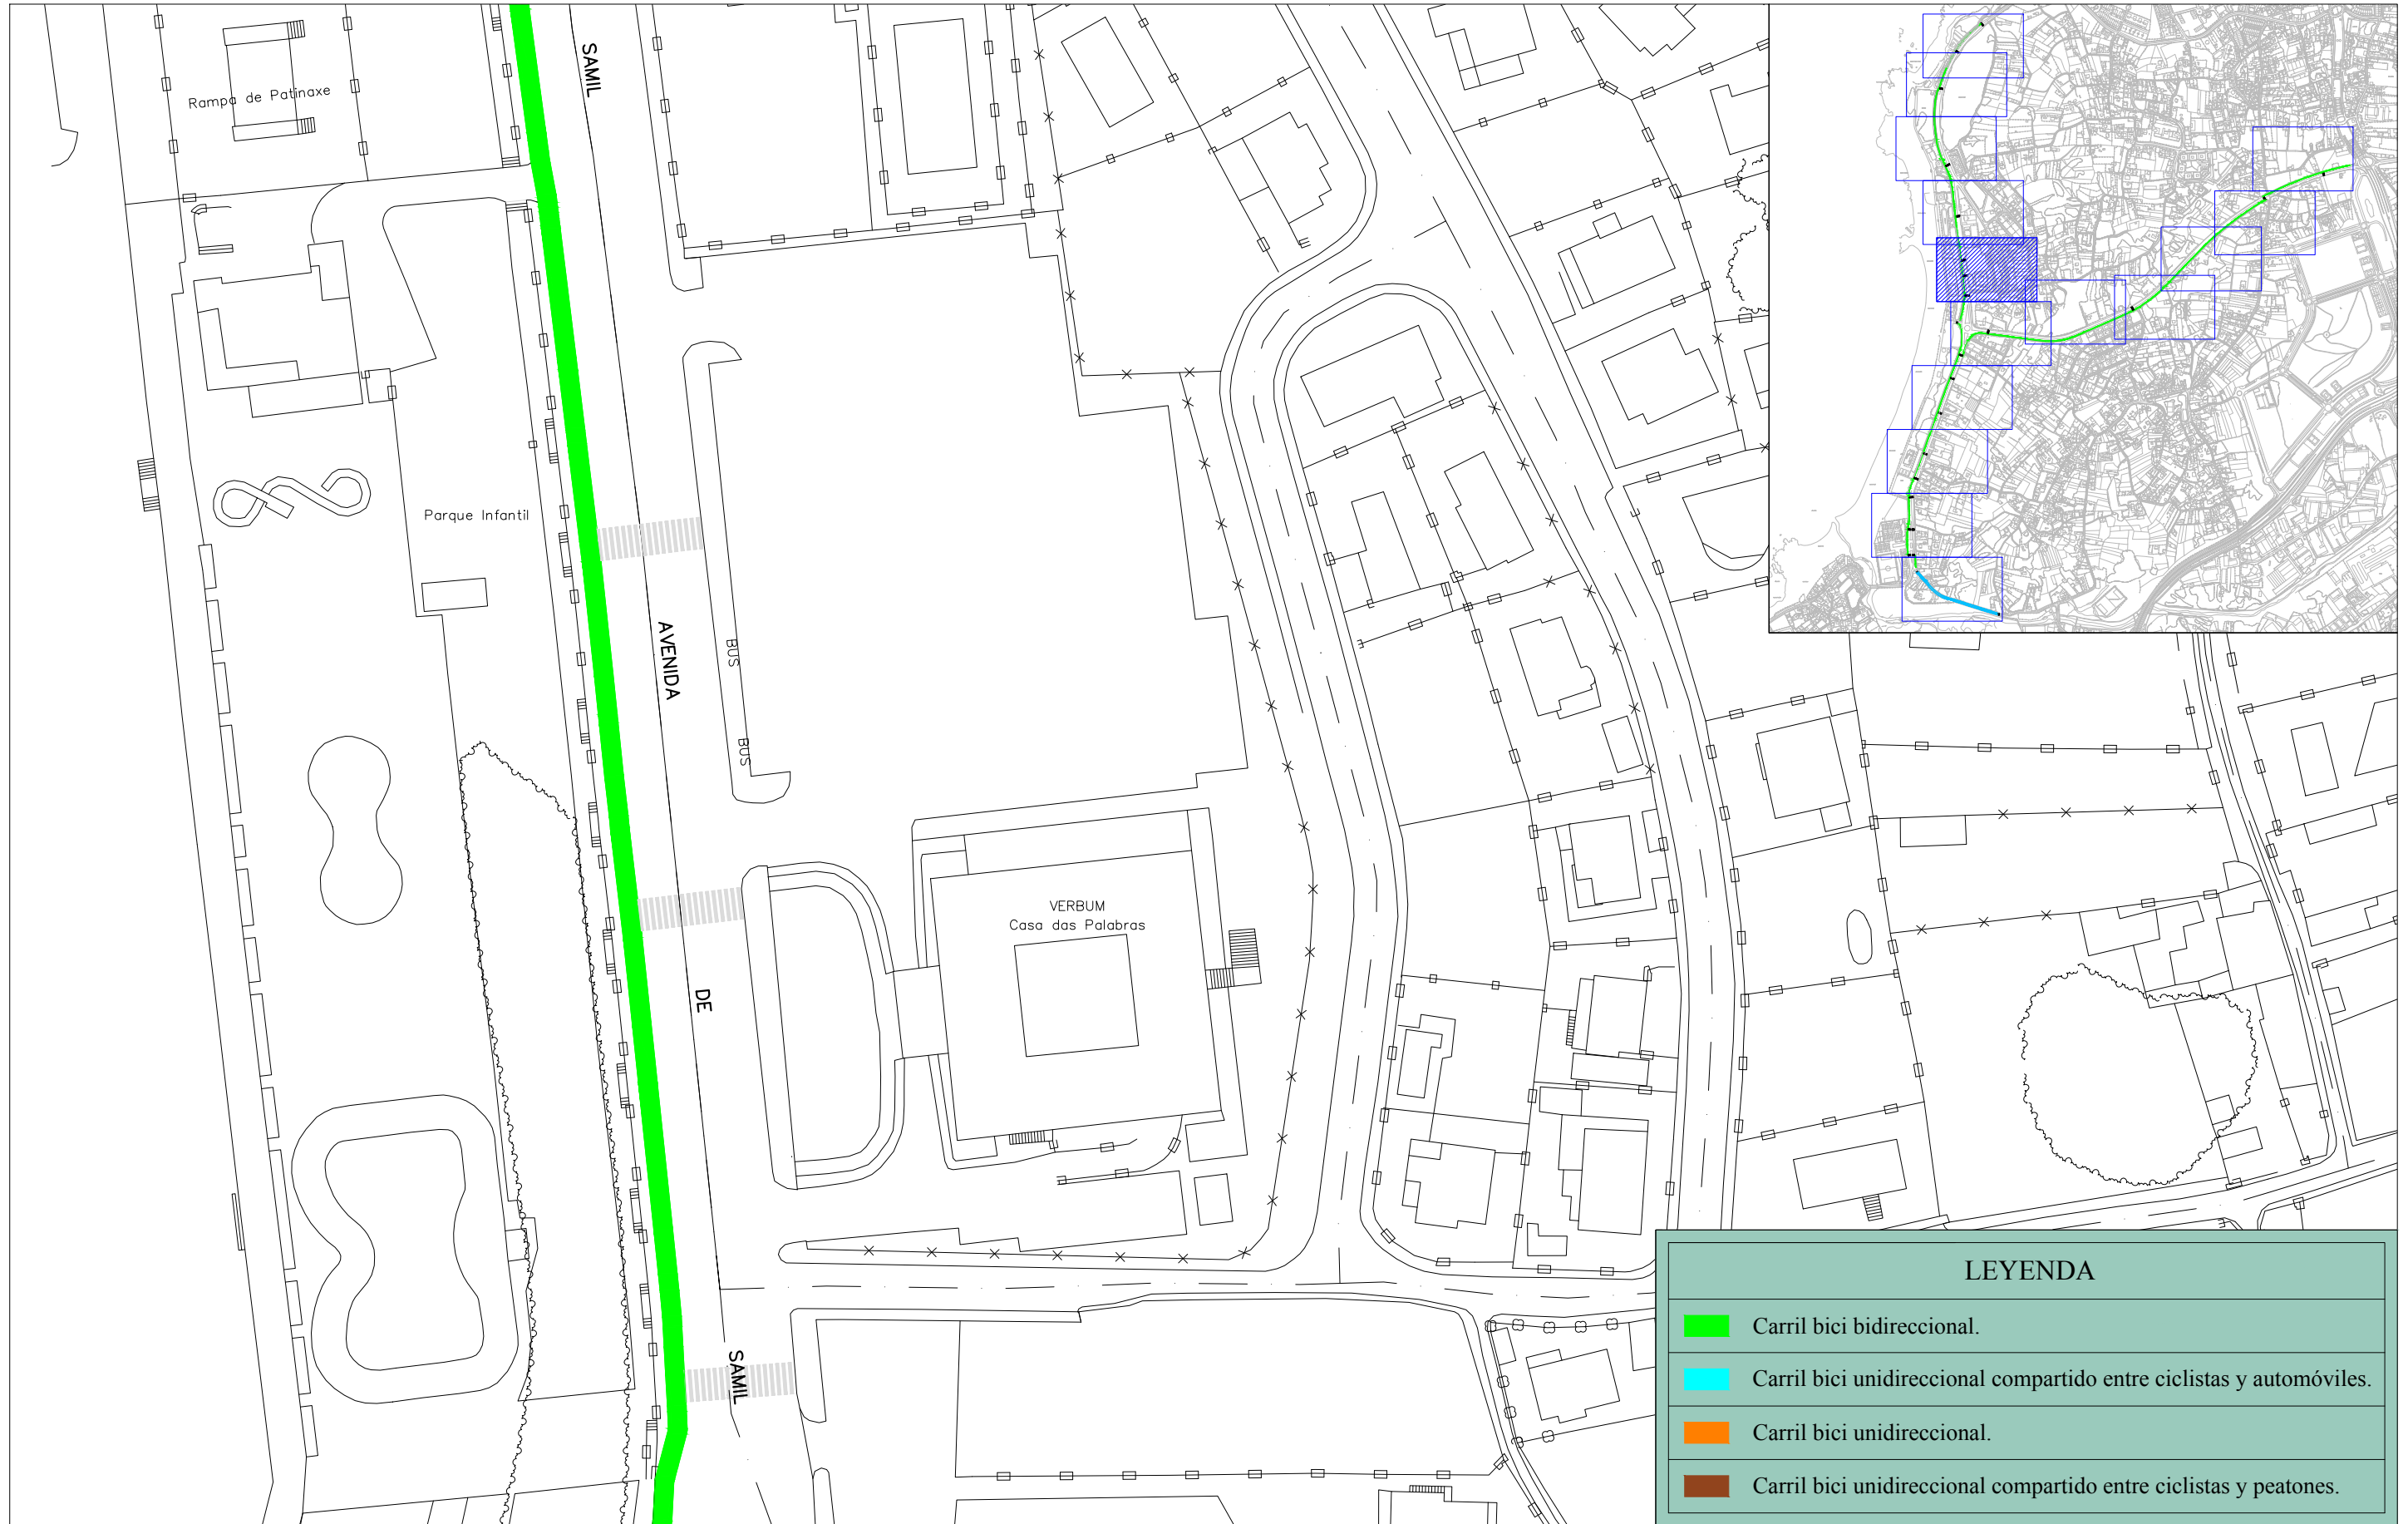 SAMIL
Rampa de Patinaxe
Parque Infantil
AVENIDA
BUS
BUS
VERBUM
Casa das Palabras
DE
SAMIL
LEYENDA
Carril bici bidireccional.
Carril bici unidireccional compartido entre ciclistas y automóviles.
Carril bici unidireccional.
Carril bici unidireccional compartido entre ciclistas y peatones.